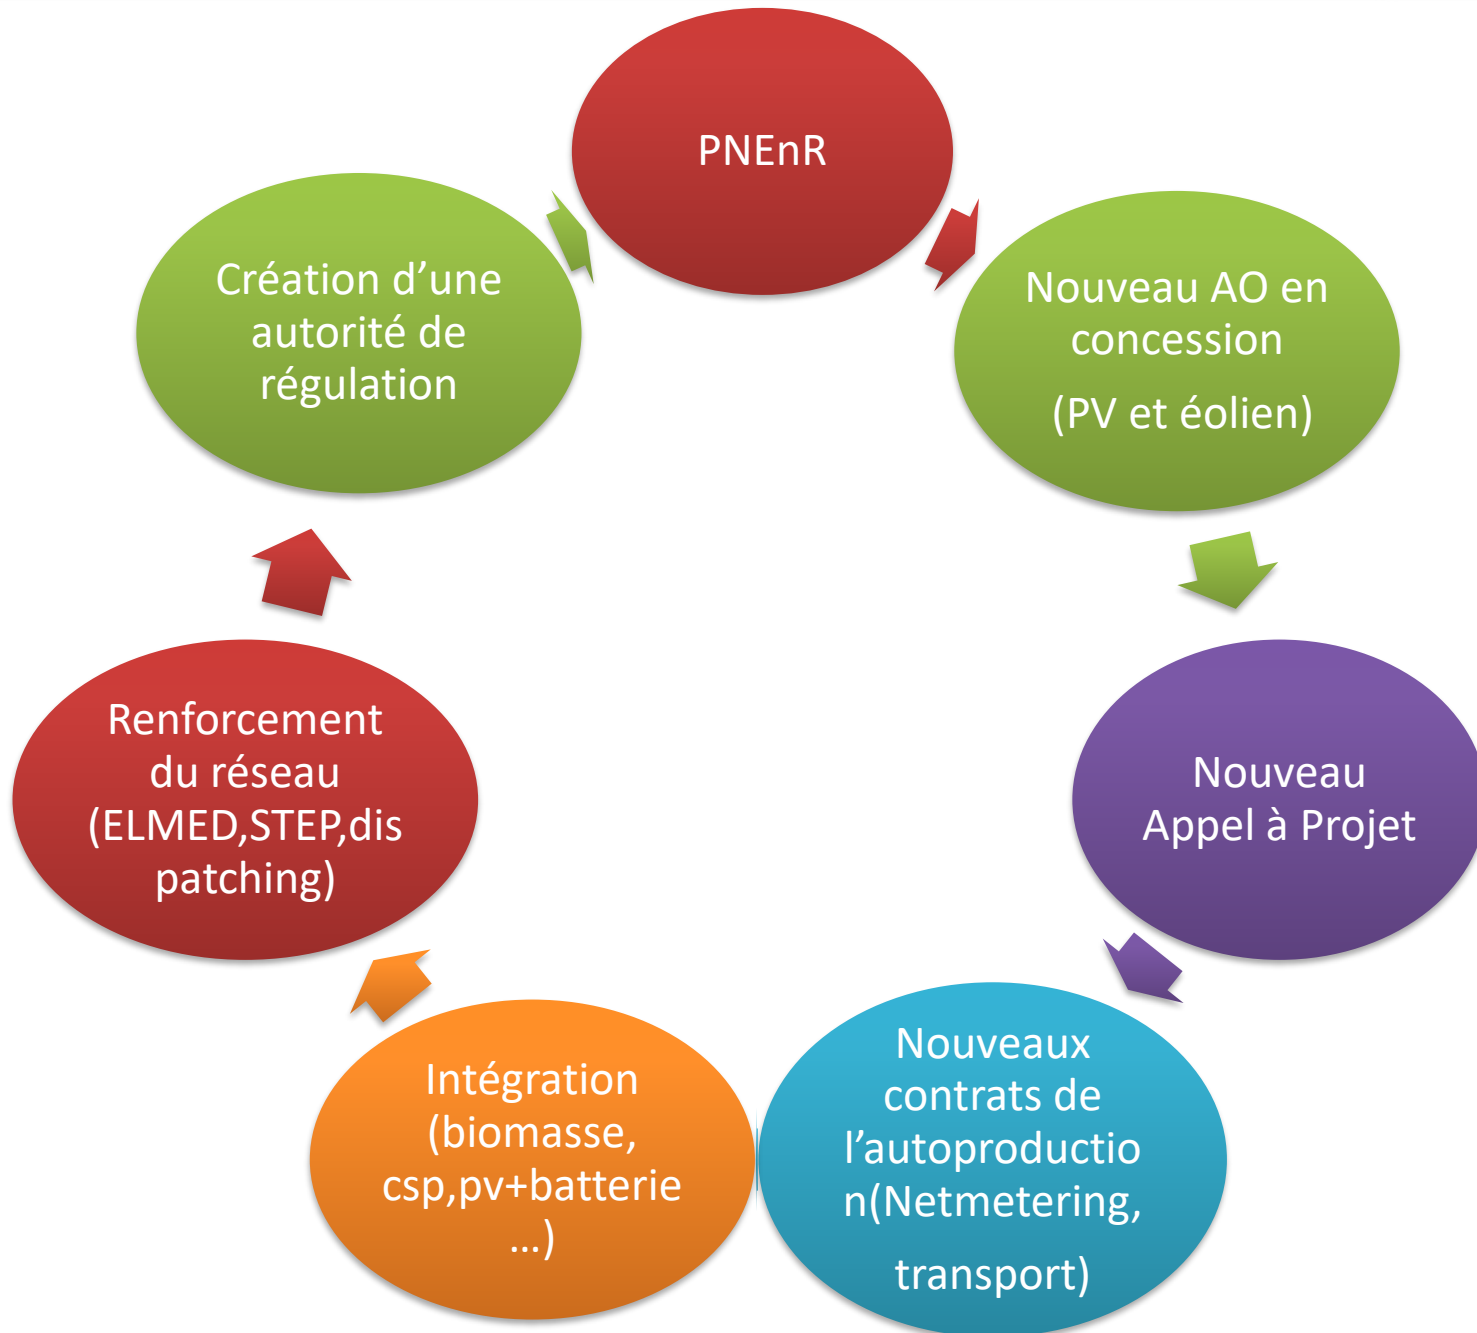 PNEnR
Nouveau AO en
concession
(PV et éolien)
Nouveau
Appel à Projet
Nouveaux
contrats de
l’autoproductio
n(Netmetering,
transport)
Intégration
(biomasse,
csp,pv+batterie
...)
Renforcement
du réseau
(ELMED,STEP,dis
patching)
Création d’une
autorité de
régulation